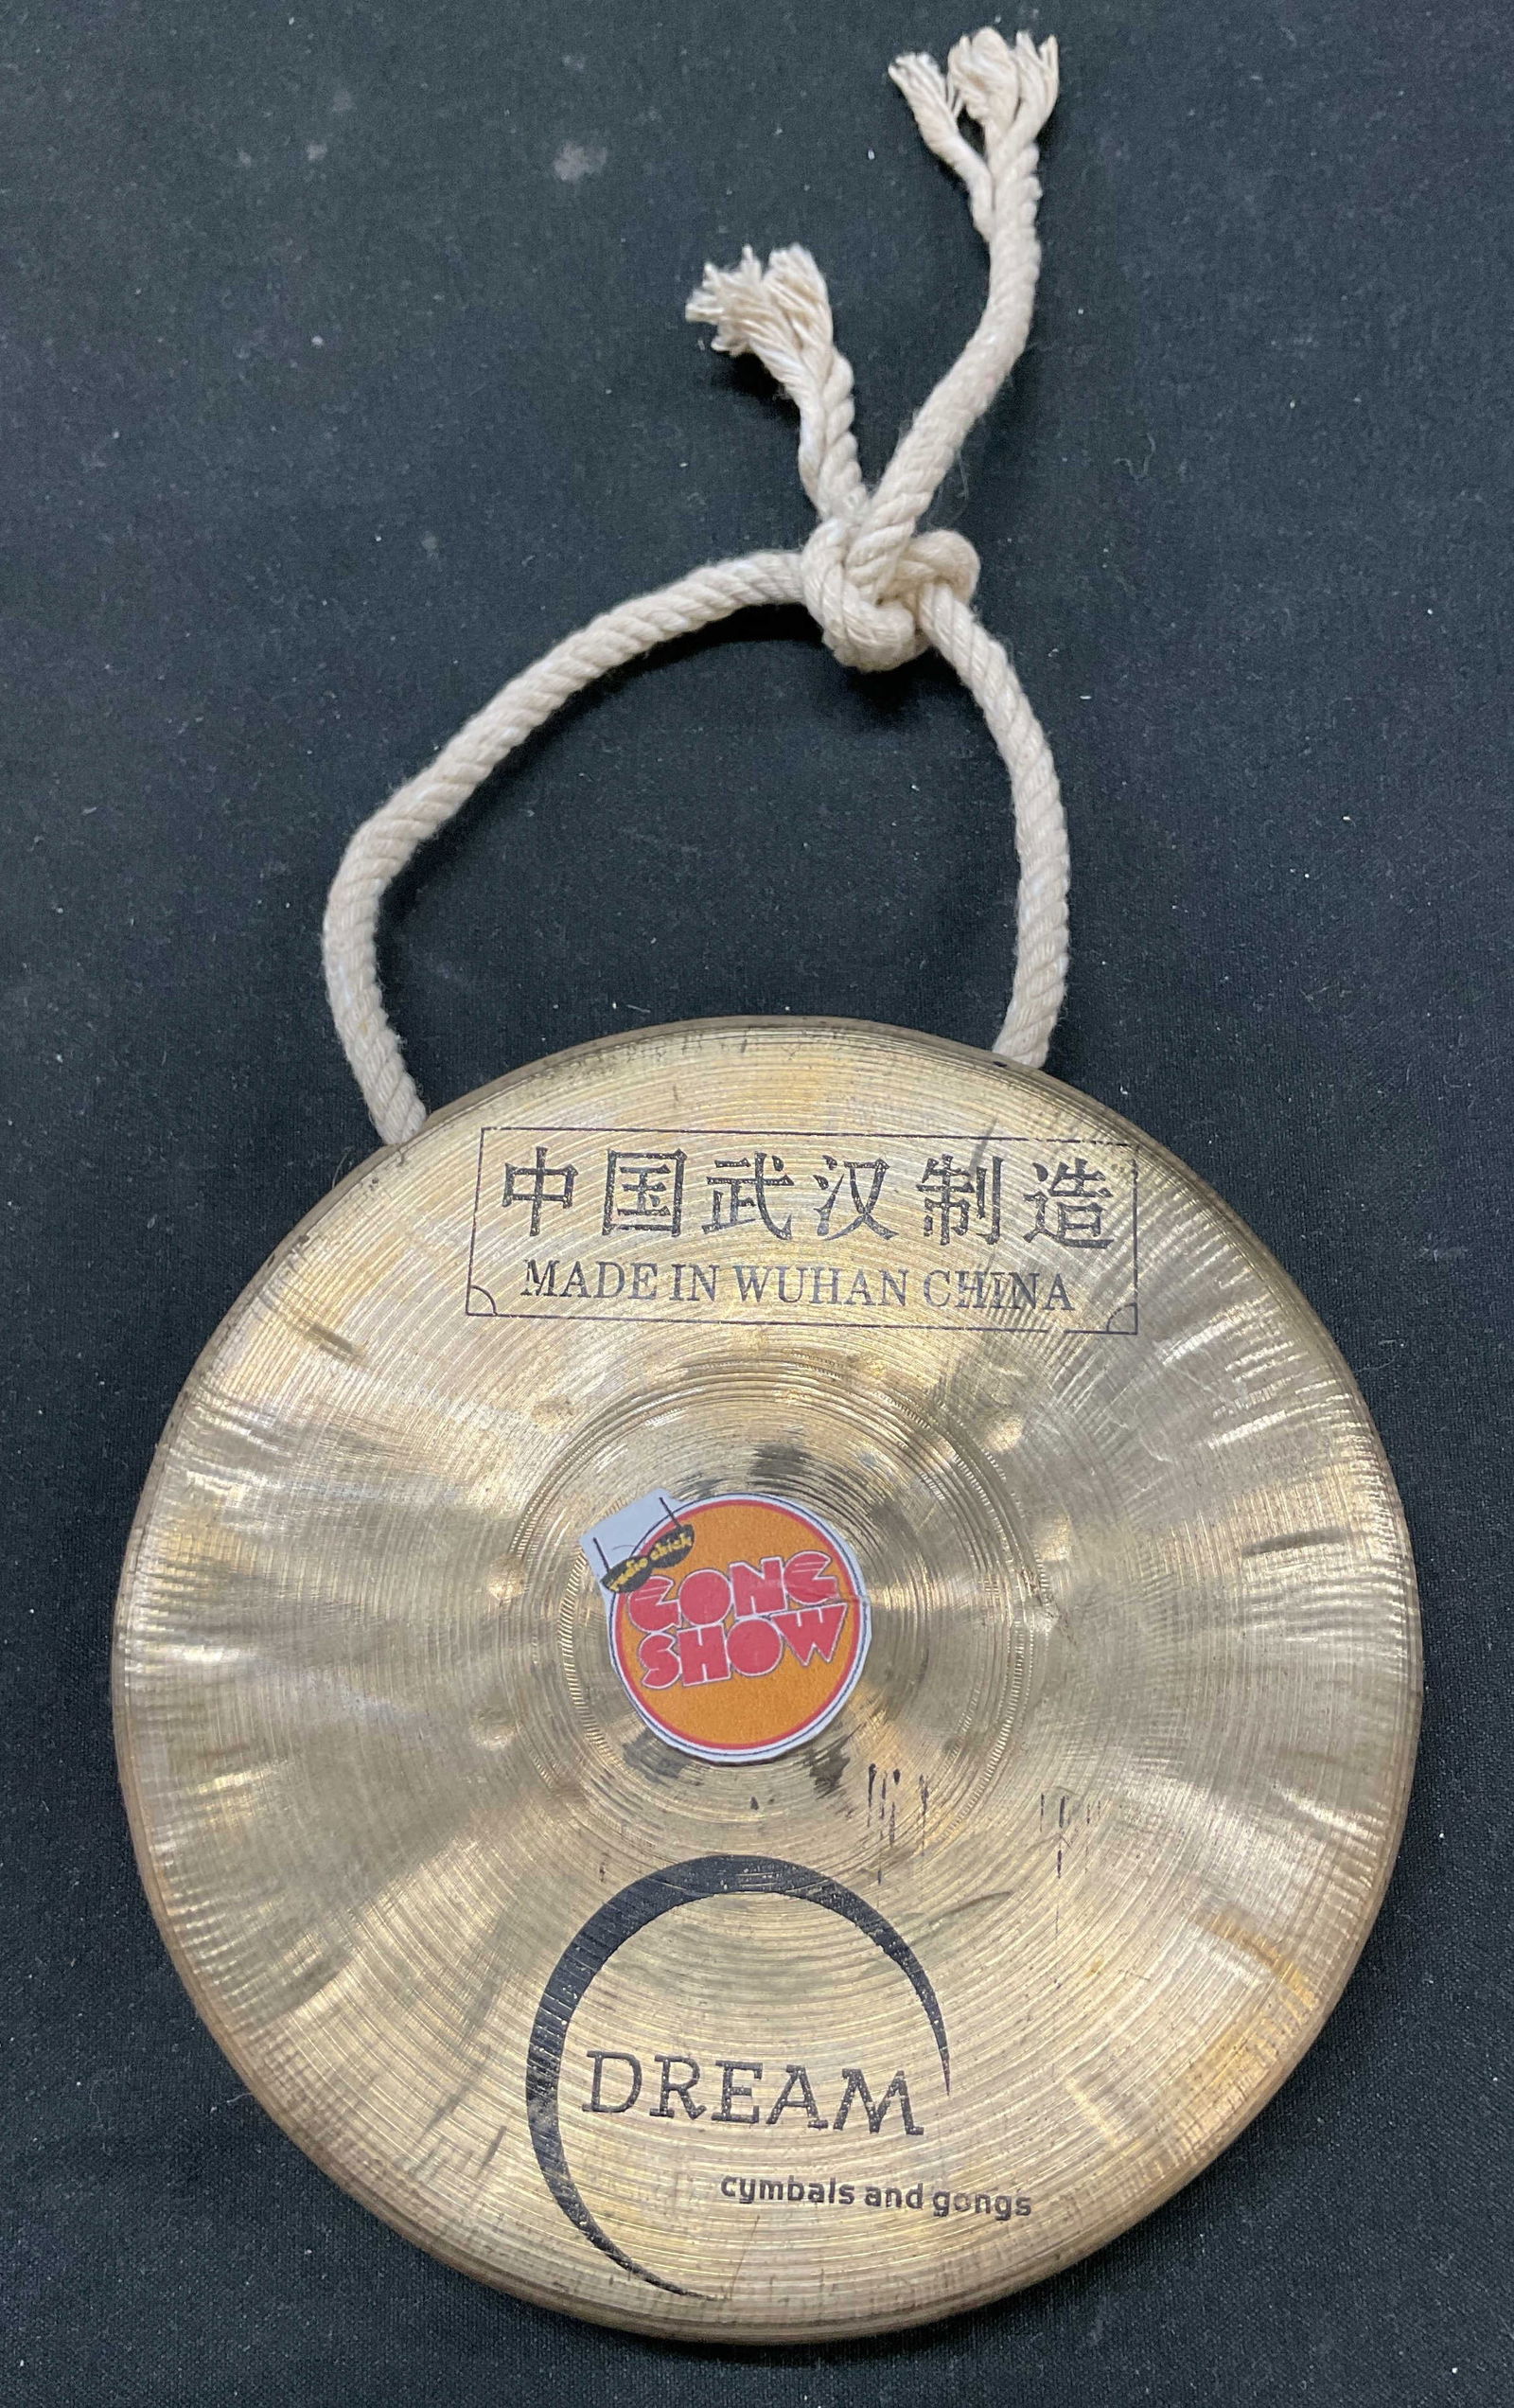 中国武汉制造
MADE IN WUHAN CHINA
radio chick
GONG
SHOW
DREAM
cymbals and gongs